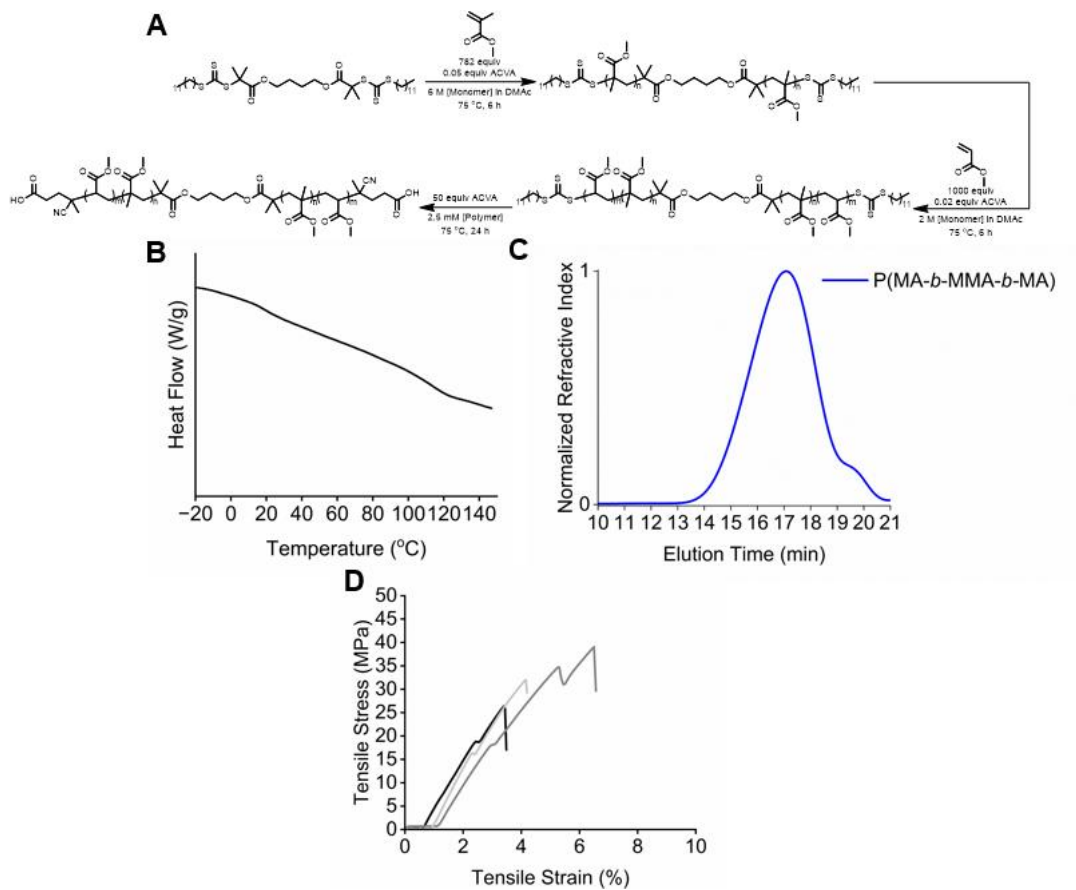 A
782 equiv
0.05 equiv ACVA
6 M [Monomer] in DMAc
75 °C, 6 h
1000 equiv
0.02 equiv ACVA
2 M [Monomer] in DMAc
75 °C, 6 h
50 equiv ACVA
2.5 mM [Polymer]
75 °C, 24 h
B
Heat Flow (W/g)
−20 0 20 40 60 80 100 120 140
Temperature (°C)
C
Normalized Refractive Index
1
0
10 11 12 13 14 15 16 17 18 19 20 21
Elution Time (min)
P(MA-b-MMA-b-MA)
D
Tensile Stress (MPa)
50
45
40
35
30
25
20
15
10
5
0
0 2 4 6 8 10
Tensile Strain (%)